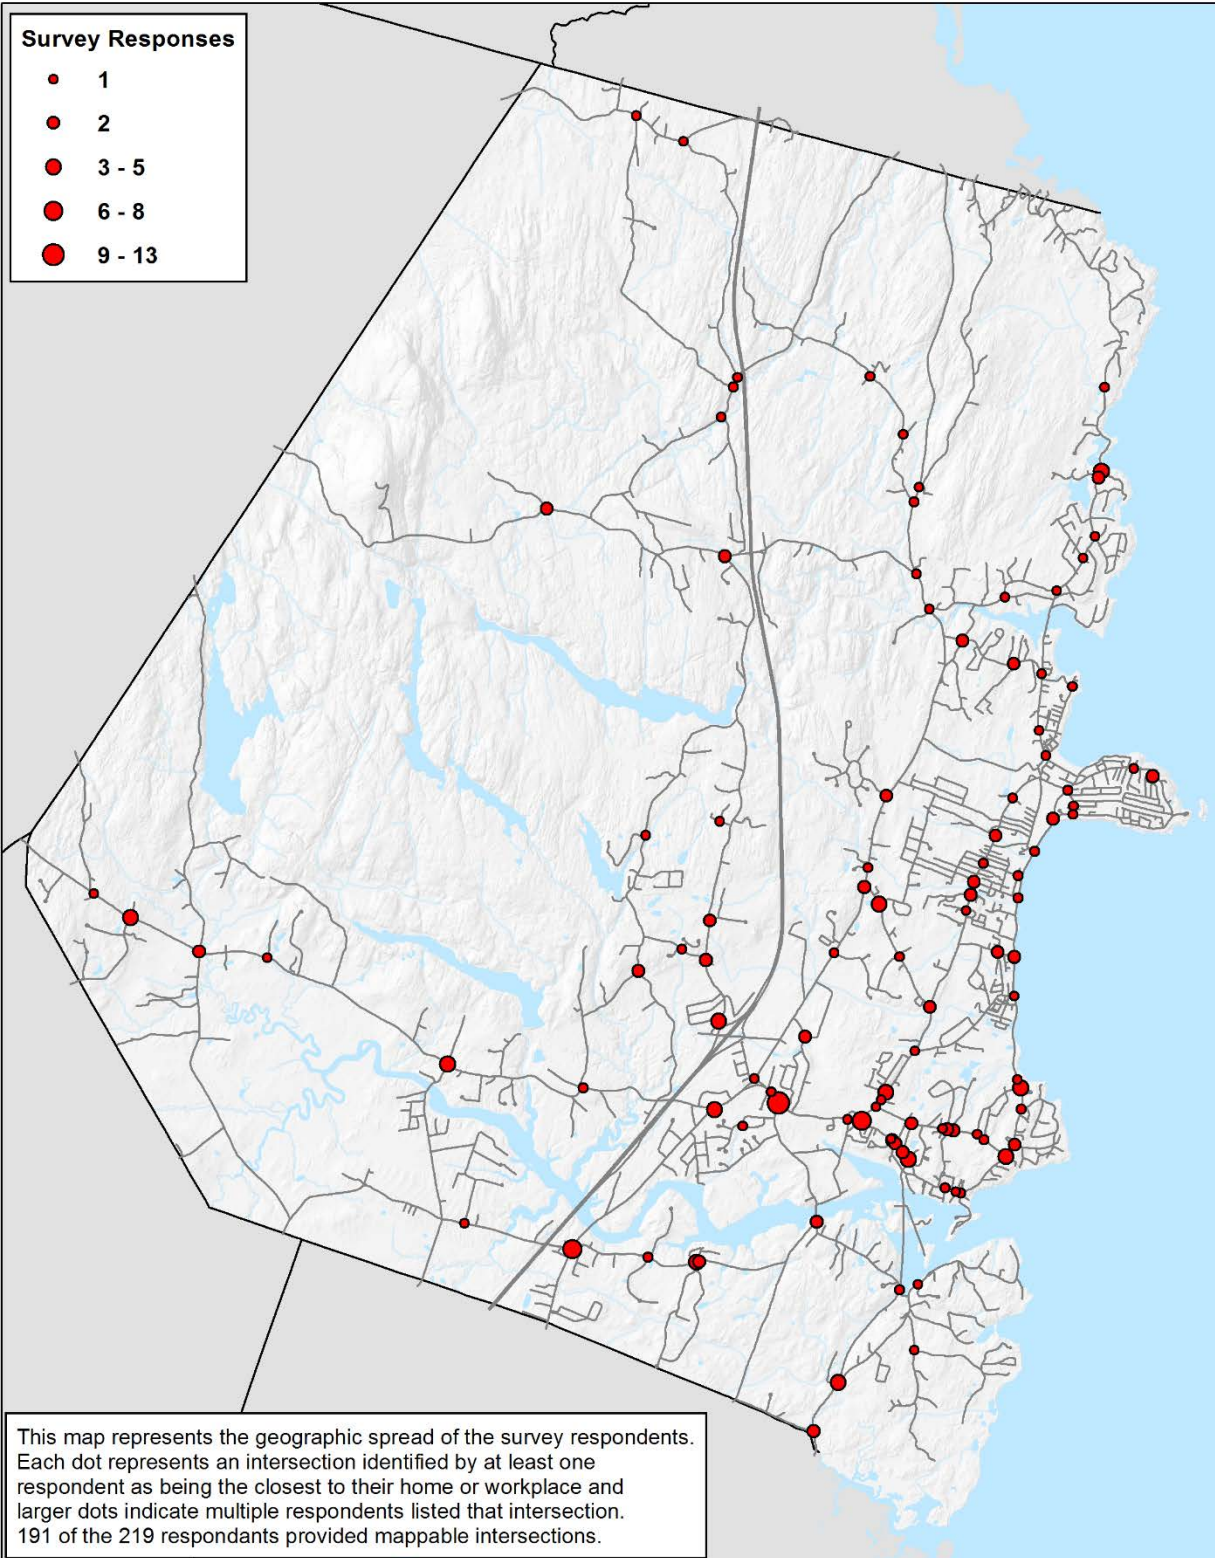 Survey Responses
1
2
3 - 5
6 - 8
9 - 13
This map represents the geographic spread of the survey respondents.
Each dot represents an intersection identified by at least one
respondent as being the closest to their home or workplace and
larger dots indicate multiple respondents listed that intersection.
191 of the 219 respondants provided mappable intersections.